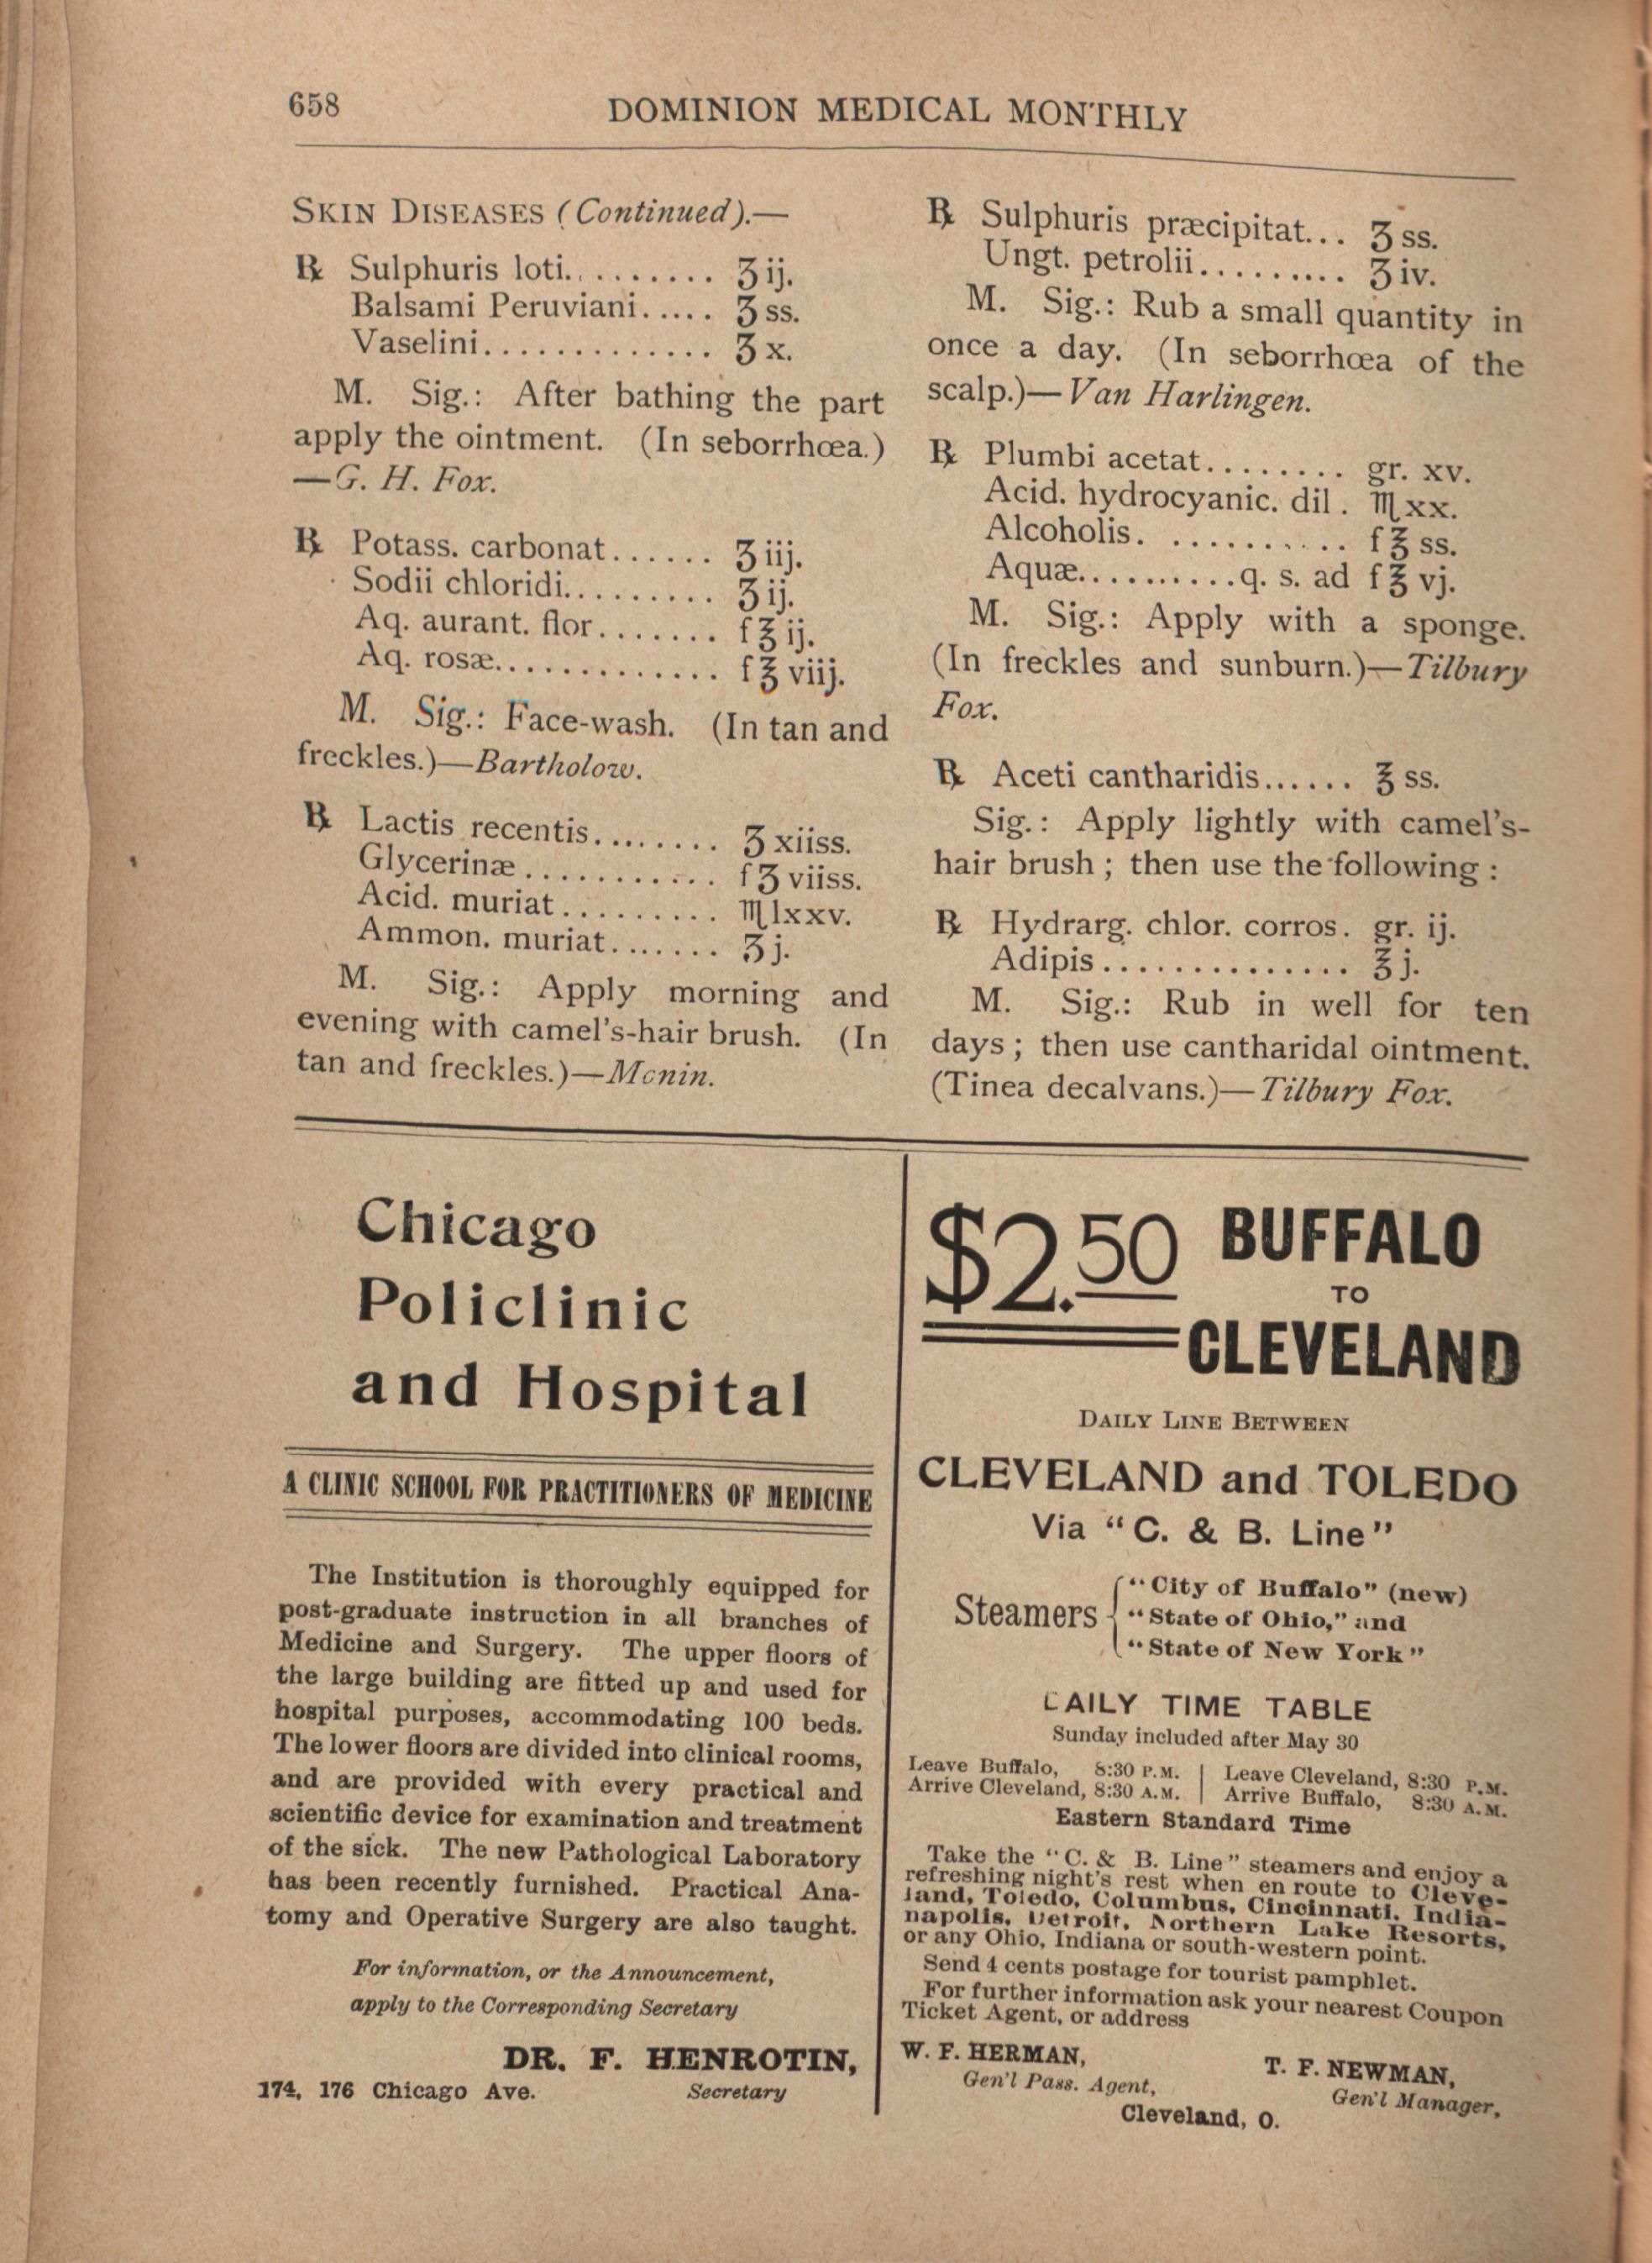 658
DOMINION MEDICAL MONTHLY
SKIN DISEASES (Continued).—
℞ Sulphuris loti......... ʒ ij.
Balsami Peruviani..... ʒ ss.
Vaselini............. ʒ x.
M. Sig.: After bathing the part
apply the ointment. (In seborrhœa.)
—G. H. Fox.
℞ Potass. carbonat...... ʒ iij.
Sodii chloridi......... ʒ ij.
Aq. aurant. flor....... f ℥ ij.
Aq. rosæ............. f ℥ viij.
M. Sig.: Face-wash. (In tan and
freckles.)—Bartholow.
℞ Lactis recentis........ ʒ xiiss.
Glycerinæ........... f ʒ viiss.
Acid. muriat......... ♏ lxxv.
Ammon. muriat....... ʒ j.
M. Sig.: Apply morning and
evening with camel's-hair brush. (In
tan and freckles.)—Monin.
℞ Sulphuris præcipitat... ʒ ss.
Ungt. petrolii......... ʒ iv.
M. Sig.: Rub a small quantity in
once a day. (In seborrhœa of the
scalp.)—Van Harlingen.
℞ Plumbi acetat........ gr. xv.
Acid. hydrocyanic. dil. ♏ xx.
Alcoholis........... f ℥ ss.
Aquæ..........q. s. ad f ℥ vj.
M. Sig.: Apply with a sponge.
(In freckles and sunburn.)—Tilbury
Fox.
℞ Aceti cantharidis...... ℥ ss.
Sig.: Apply lightly with camel's-
hair brush; then use the following:
℞ Hydrarg. chlor. corros. gr. ij.
Adipis.............. ℥ j.
M. Sig.: Rub in well for ten
days; then use cantharidal ointment.
(Tinea decalvans.)—Tilbury Fox.
Chicago
Policlinic
and Hospital
A CLINIC SCHOOL FOR PRACTITIONERS OF MEDICINE
The Institution is thoroughly equipped for
post-graduate instruction in all branches of
Medicine and Surgery. The upper floors of
the large building are fitted up and used for
hospital purposes, accommodating 100 beds.
The lower floors are divided into clinical rooms,
and are provided with every practical and
scientific device for examination and treatment
of the sick. The new Pathological Laboratory
has been recently furnished. Practical Ana-
tomy and Operative Surgery are also taught.
For information, or the Announcement,
apply to the Corresponding Secretary
DR. F. HENROTIN,
174, 176 Chicago Ave. Secretary
$2.50 BUFFALO
TO
CLEVELAND
DAILY LINE BETWEEN
CLEVELAND and TOLEDO
Via "C. & B. Line"
Steamers
"City of Buffalo" (new)
"State of Ohio," and
"State of New York"
DAILY TIME TABLE
Sunday included after May 30
Leave Buffalo, 8:30 P.M. | Leave Cleveland, 8:30 P.M.
Arrive Cleveland, 8:30 A.M. | Arrive Buffalo, 8:30 A.M.
Eastern Standard Time
Take the "C. & B. Line" steamers and enjoy a
refreshing night's rest when en route to Cleve-
land, Toledo, Columbus, Cincinnati, India-
napolis, Detroit, Northern Lake Resorts,
or any Ohio, Indiana or south-western point.
Send 4 cents postage for tourist pamphlet.
For further information ask your nearest Coupon
Ticket Agent, or address
W. F. HERMAN,
Gen'l Pass. Agent,
T. F. NEWMAN,
Gen'l Manager,
Cleveland, O.